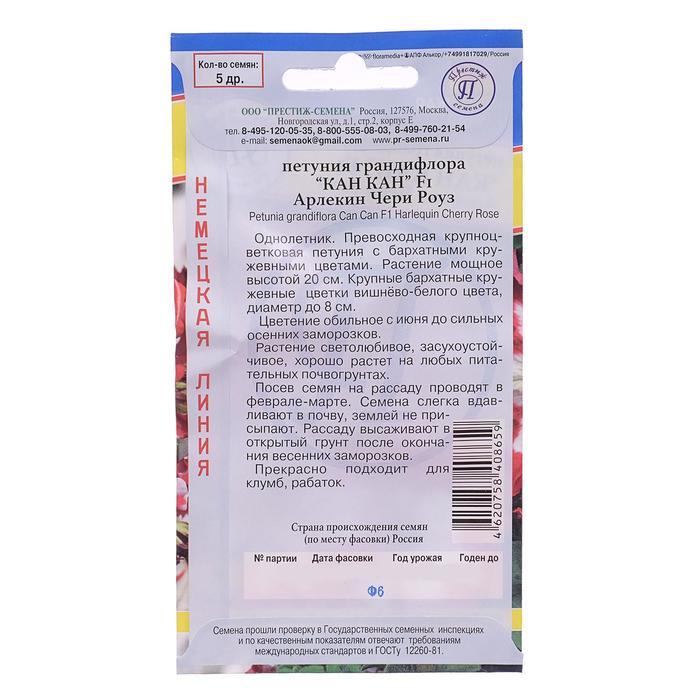 Кол-во семян:
5 др.
floramedia+
АПФ Алькор/+74991817029/Россия
Престиж
П
семена
ООО "ПРЕСТИЖ-СЕМЕНА" Россия, 127576, Москва,
Новгородская ул, д.1, стр.2, корпус Е
тел. 8-495-120-05-35, 8-800-555-08-03, 8-499-760-21-54
e-mail: semenaok@gmail.com www.pr-semena.ru
НЕМЕЦКАЯ ЛИНИЯ
петуния грандифлора
"КАН КАН" F1
Арлекин Чери Роуз
Petunia grandiflora Can Can F1 Harlequin Cherry Rose
Однолетник. Превосходная крупноц-
ветковая петуния с бархатными кру-
жевными цветами. Растение мощное
высотой 20 см. Крупные бархатные кру-
жевные цветки вишнёво-белого цвета,
диаметр до 8 см.
Цветение обильное с июня до сильных
осенних заморозков.
Растение светолюбивое, засухоустой-
чивое, хорошо растет на любых пита-
тельных почвогрунтах.
Посев семян на рассаду проводят в
феврале-марте. Семена слегка вдав-
ливают в почву, землей не при-
сыпают. Рассаду высаживают в
открытый грунт после оконча-
ния весенних заморозков.
Прекрасно подходит для
клумб, рабаток.
4 620758 408659
Страна происхождения семян
(по месту фасовки) Россия
№ партии Дата фасовки Год урожая Годен до
Ф6
Семена прошли проверку в Государственных семенных инспекциях
и по качественным показателям отвечают требованиям
международных стандартов и ГОСТу 12260-81.